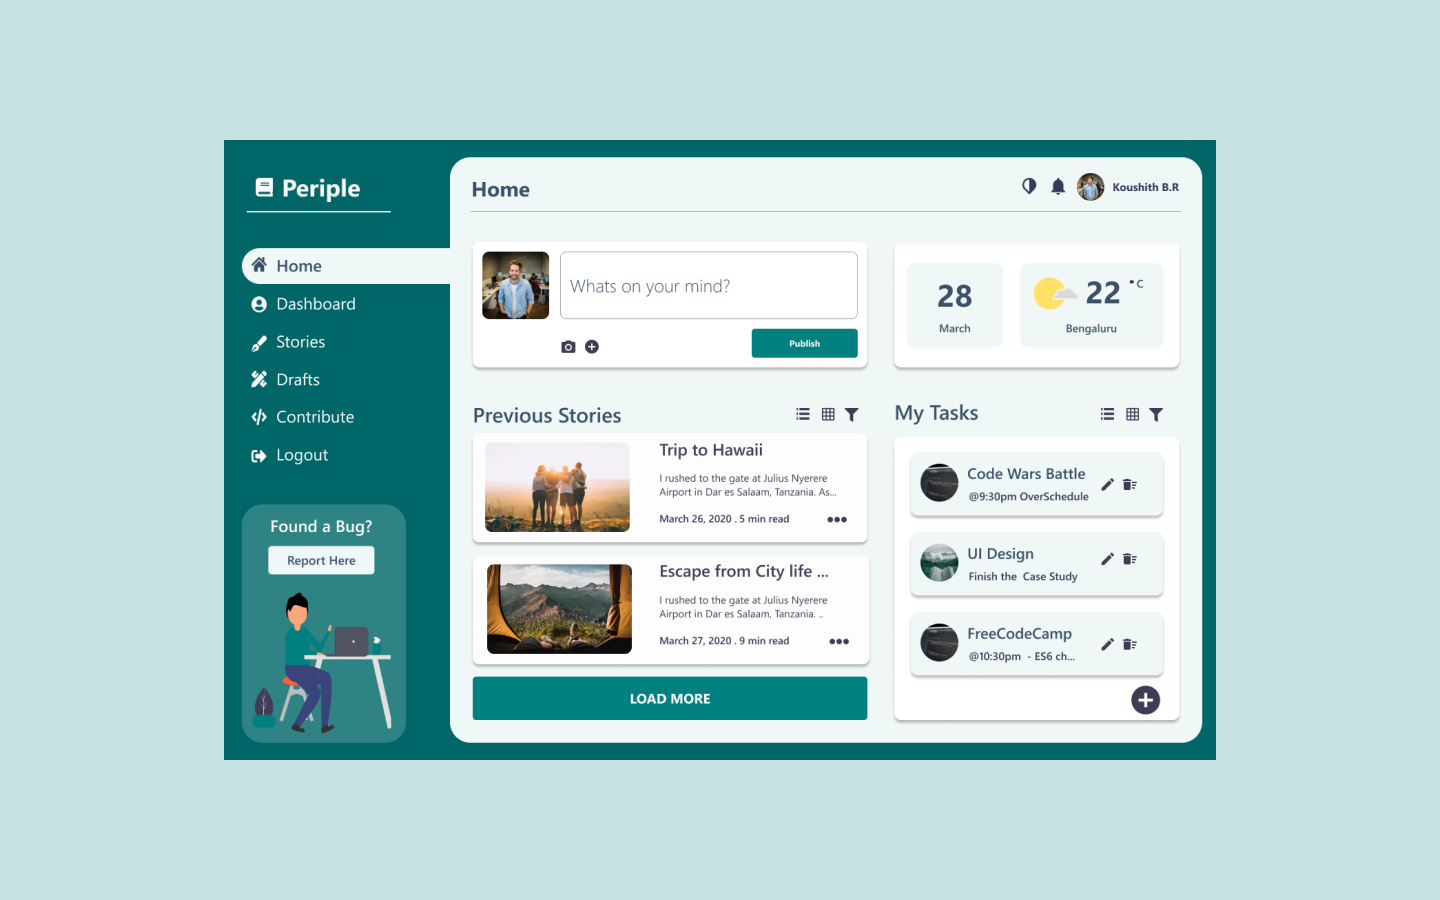 Periple
Home
Dashboard
Stories
Drafts
Contribute
Logout
Found a Bug?
Report Here
Home
Koushith B.R
Whats on your mind?
Publish
28
March
22 °C
Bengaluru
Previous Stories
Trip to Hawaii
I rushed to the gate at Julius Nyerere
Airport in Dar es Salaam, Tanzania. As...
March 26, 2020 . 5 min read
Escape from City life ...
I rushed to the gate at Julius Nyerere
Airport in Dar es Salaam, Tanzania. ..
March 27, 2020 . 9 min read
LOAD MORE
My Tasks
Code Wars Battle
@9:30pm OverSchedule
UI Design
Finish the  Case Study
FreeCodeCamp
@10:30pm  - ES6 ch...